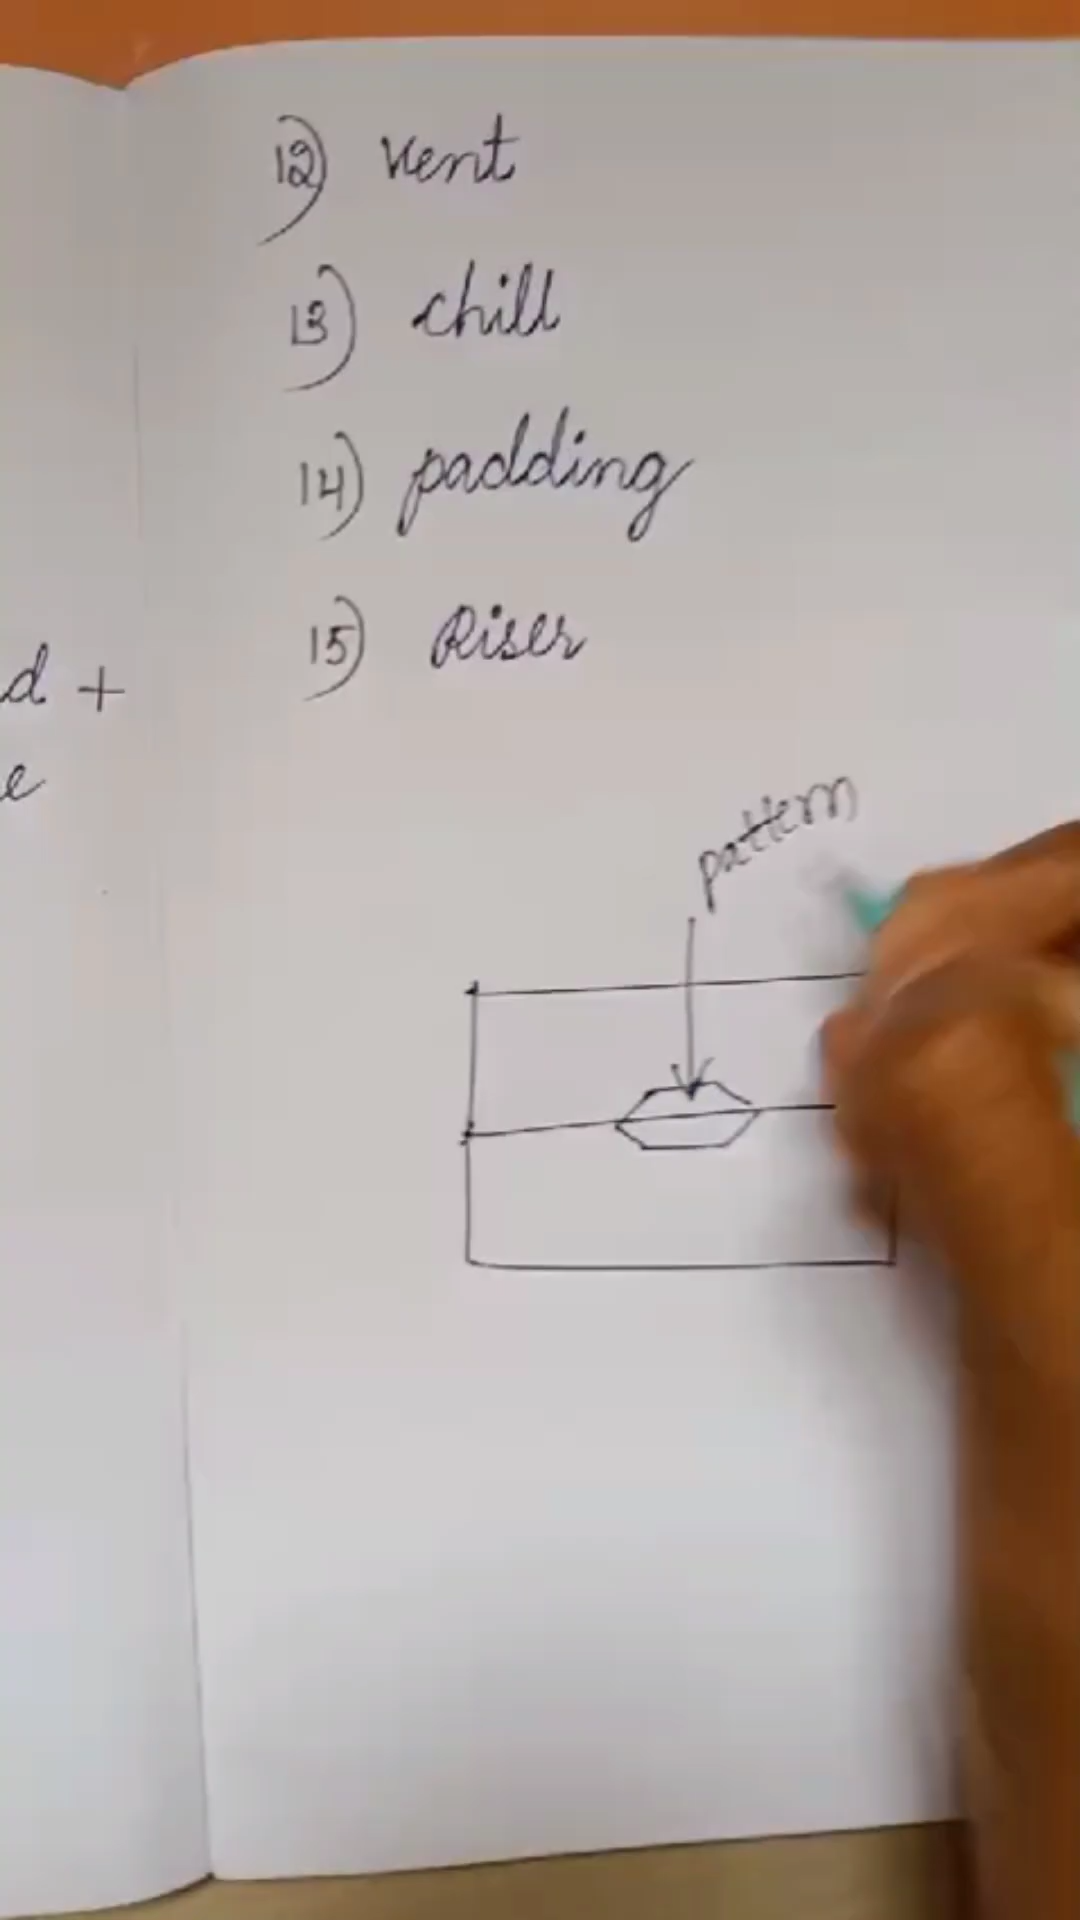 12) Vent
13) chill
14) padding
15) Riser
d +
e
pattern